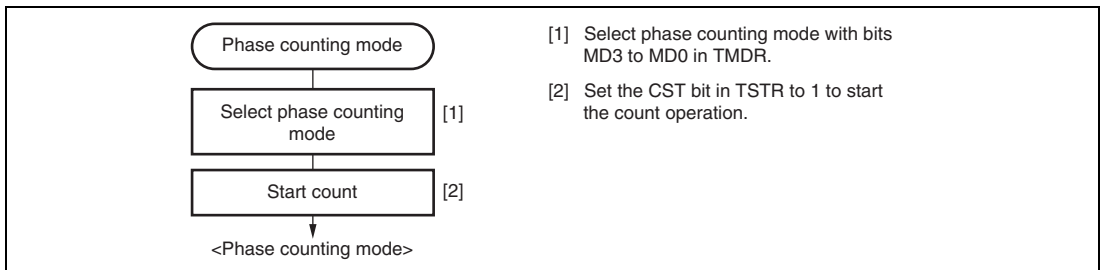 Phase counting mode
Select phase counting
mode
[1]
Start count
[2]
<Phase counting mode>
[1] Select phase counting mode with bits
MD3 to MD0 in TMDR.
[2] Set the CST bit in TSTR to 1 to start
the count operation.